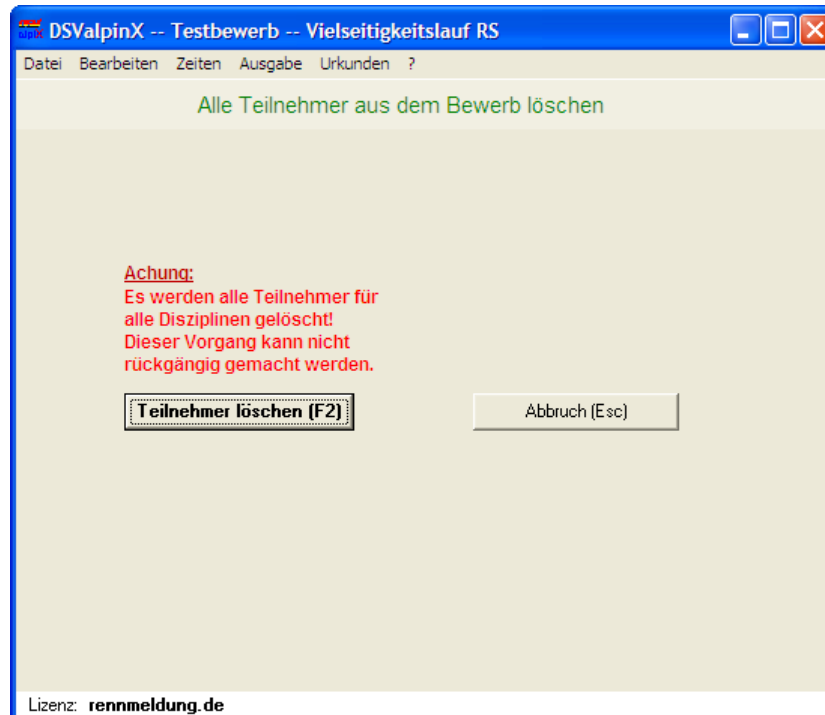 DSValpinX -- Testbewerb -- Vielseitigkeitslauf RS
Datei Bearbeiten Zeiten Ausgabe Urkunden ?
Alle Teilnehmer aus dem Bewerb löschen
Achung:
Es werden alle Teilnehmer für
alle Disziplinen gelöscht!
Dieser Vorgang kann nicht
rückgängig gemacht werden.
Teilnehmer löschen (F2) Abbruch (Esc)
Lizenz: rennmeldung.de